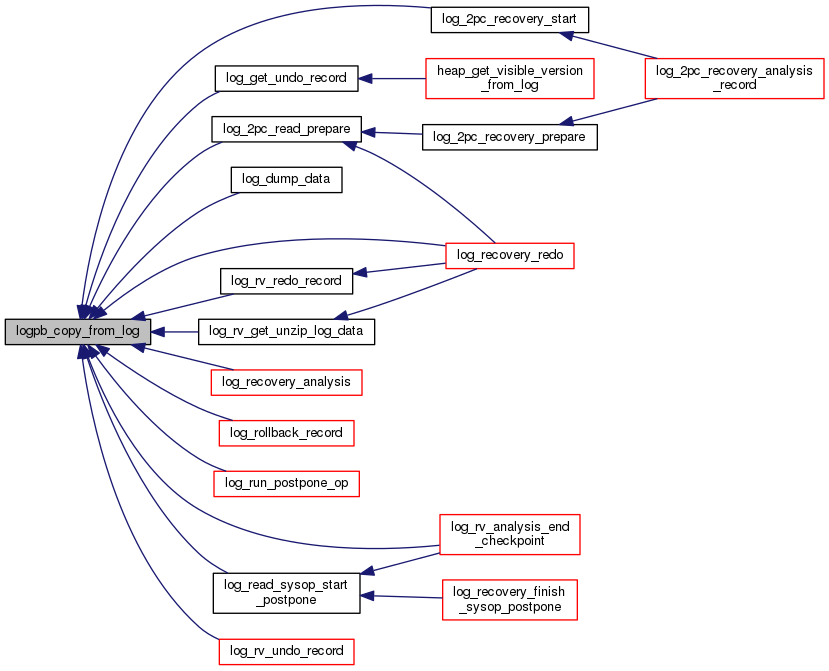 log_2pc_recovery_start
log_get_undo_record
heap_get_visible_version
_from_log
log_2pc_recovery_analysis
_record
log_2pc_read_prepare
log_2pc_recovery_prepare
log_dump_data
log_recovery_redo
log_rv_redo_record
logpb_copy_from_log
log_rv_get_unzip_log_data
log_recovery_analysis
log_rollback_record
log_run_postpone_op
log_rv_analysis_end
_checkpoint
log_read_sysop_start
_postpone
log_recovery_finish
_sysop_postpone
log_rv_undo_record